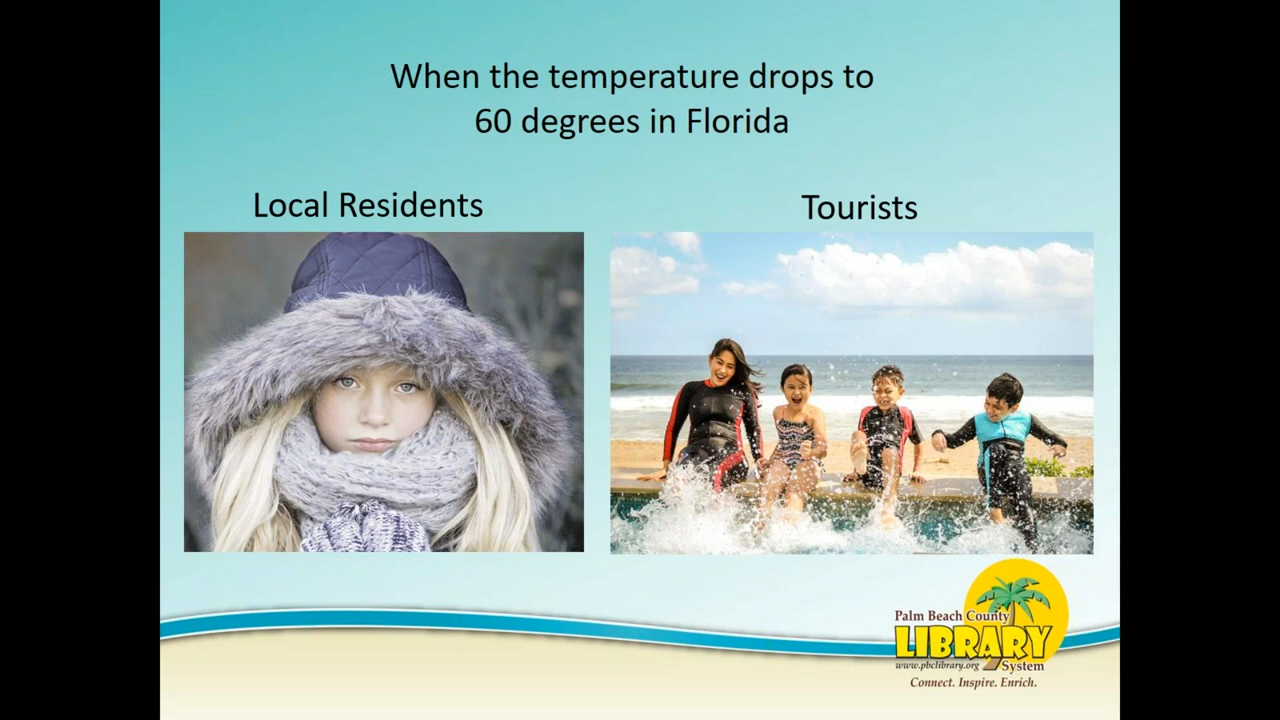 When the temperature drops to
60 degrees in Florida
Local Residents
Tourists
Palm Beach County
LIBRARY
www.pbclibrary.org System
Connect. Inspire. Enrich.